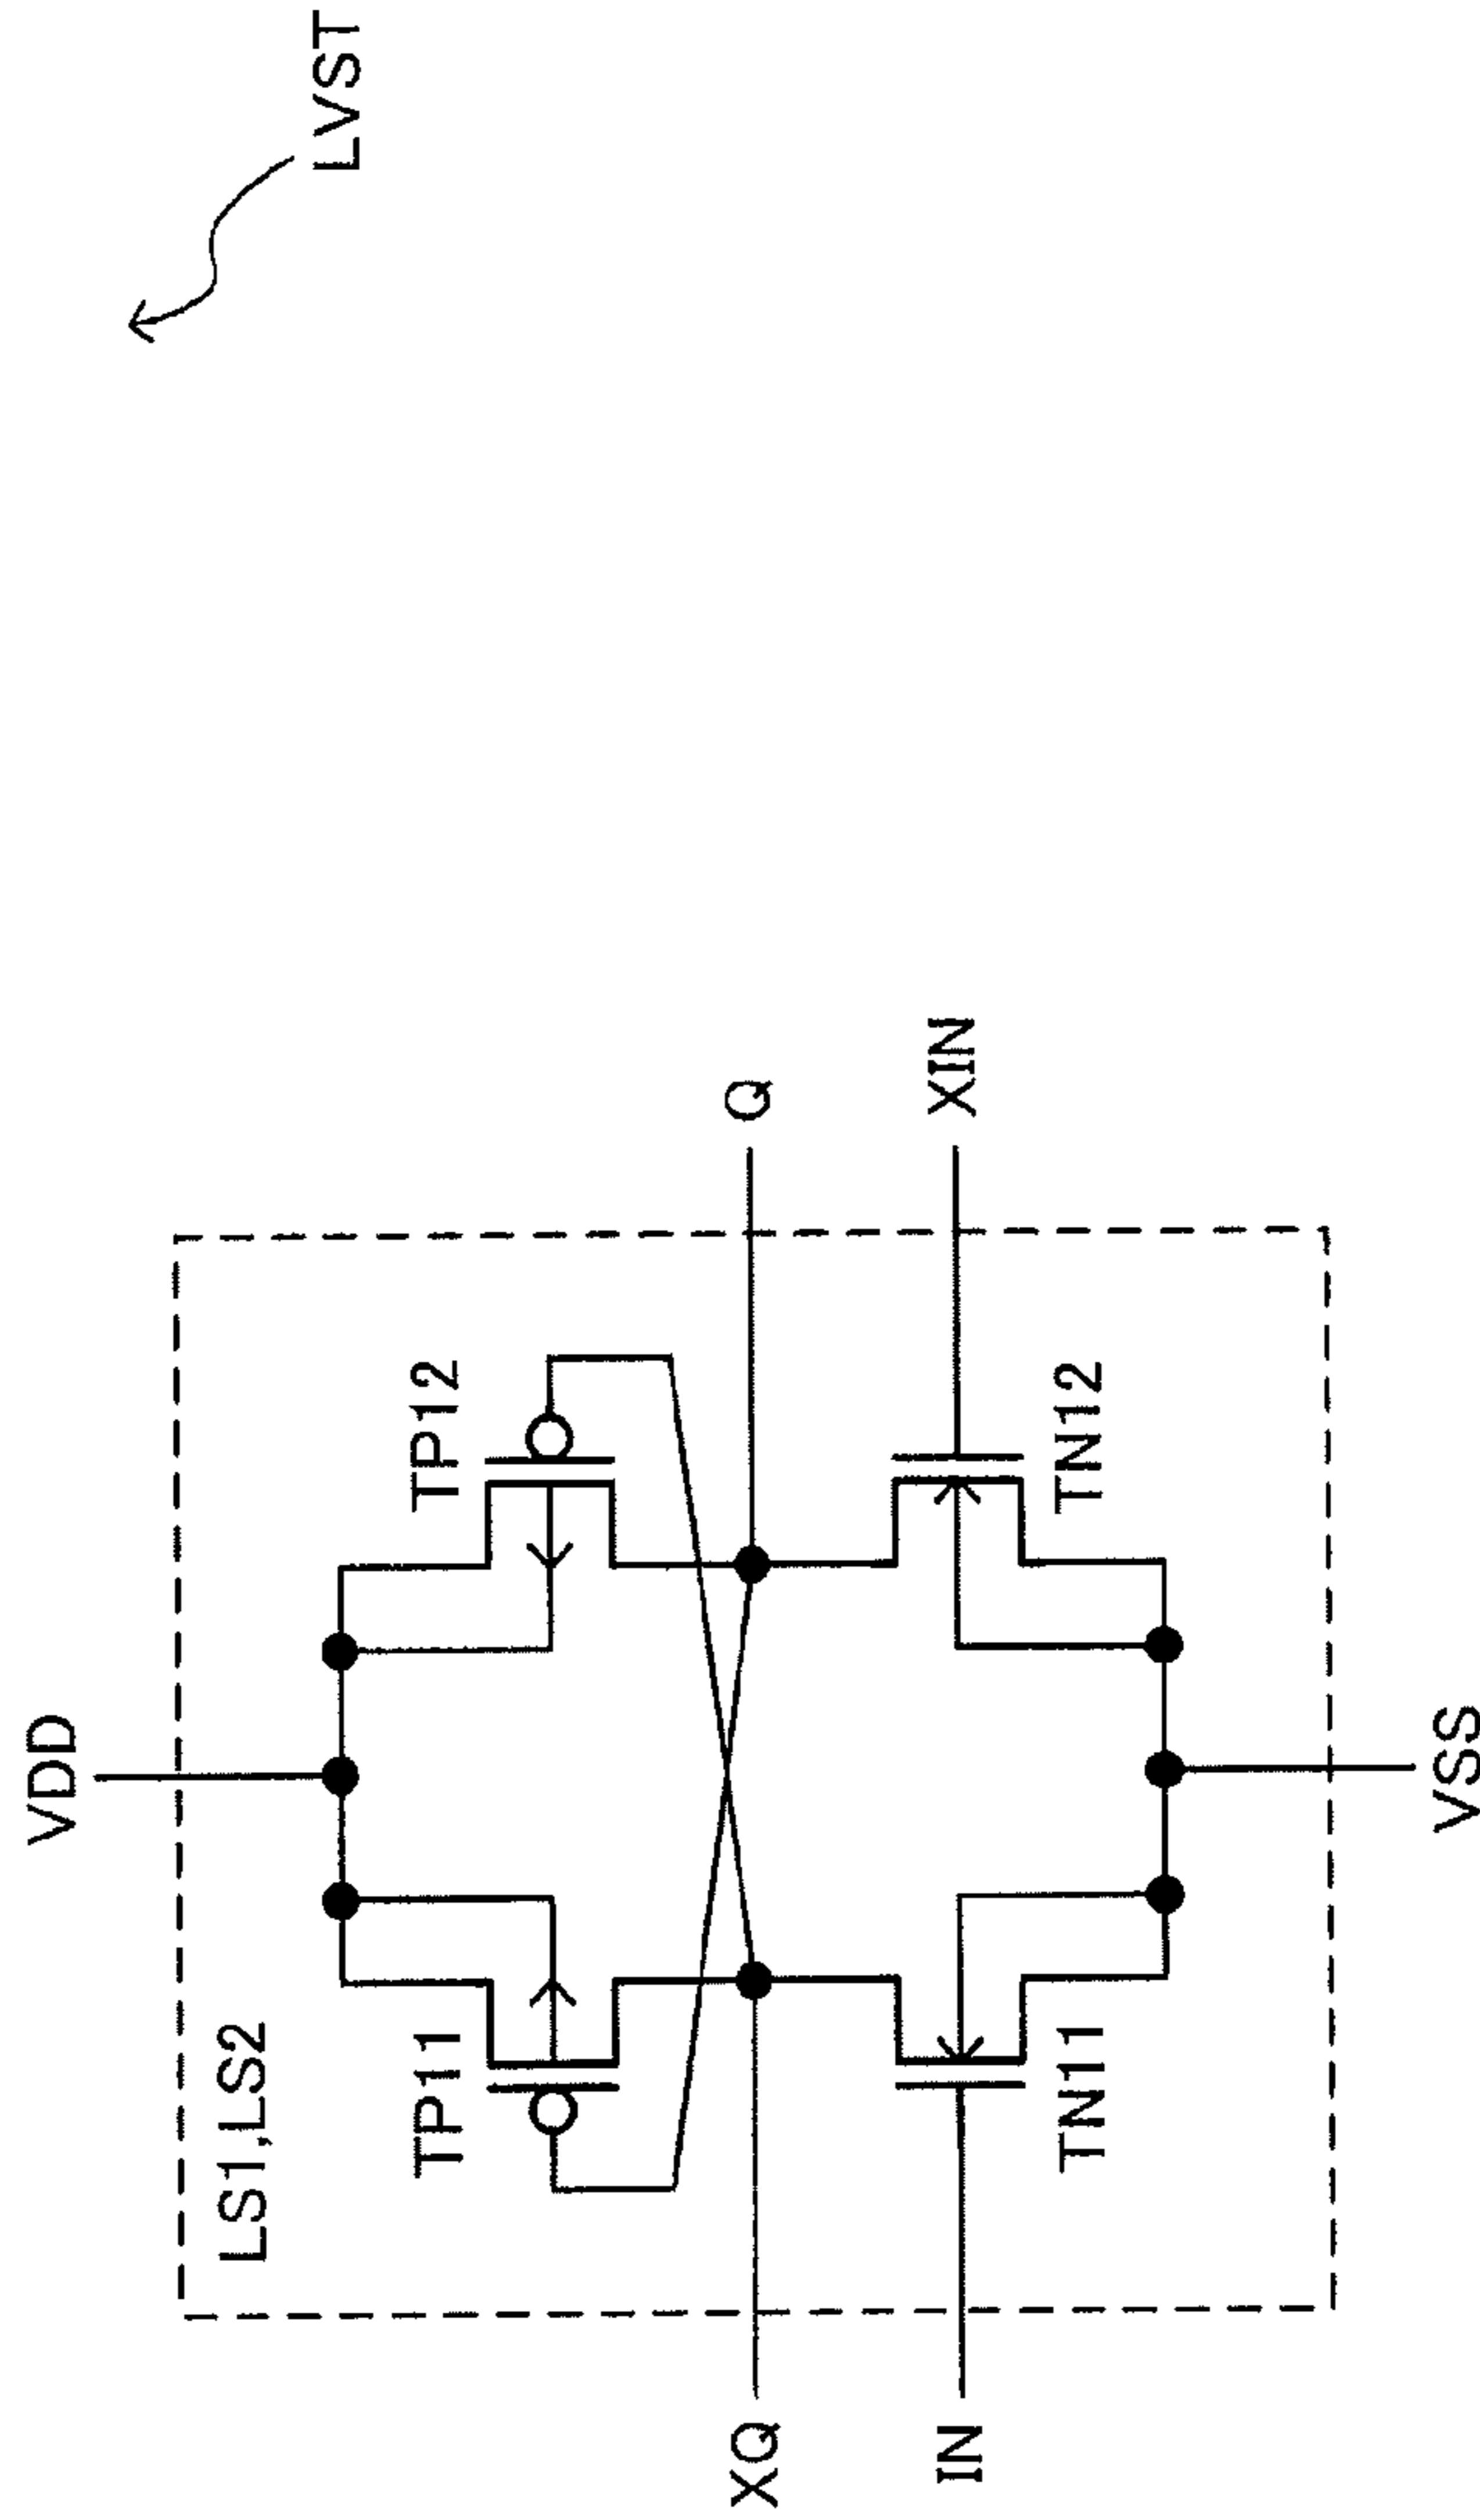 LVST
VDD
LS1,LS2
TP11
TP12
XQ
Q
IN
XIN
TN11
TN12
VSS